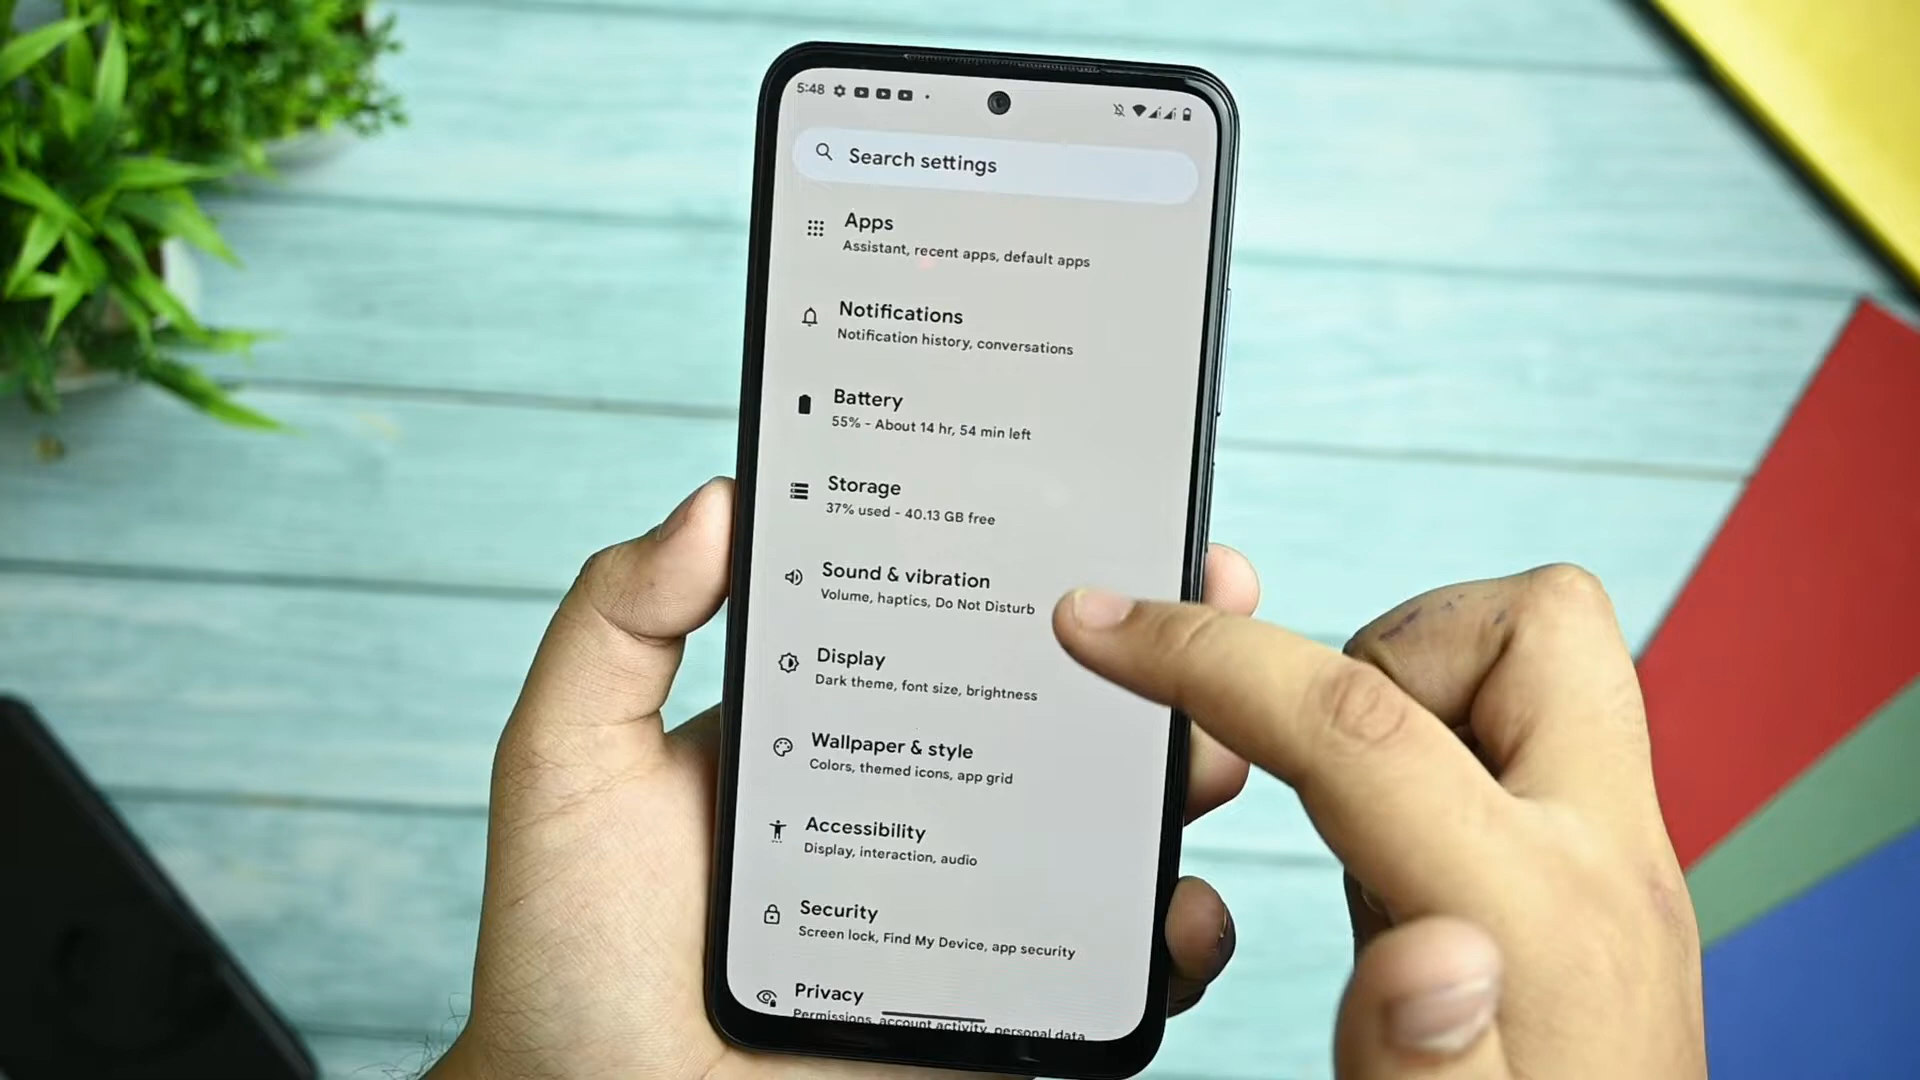 5:48
Search settings
Apps
Assistant, recent apps, default apps
Notifications
Notification history, conversations
Battery
55% - About 14 hr, 54 min left
Storage
37% used - 40.13 GB free
Sound & vibration
Volume, haptics, Do Not Disturb
Display
Dark theme, font size, brightness
Wallpaper & style
Colors, themed icons, app grid
Accessibility
Display, interaction, audio
Security
Screen lock, Find My Device, app security
Privacy
Permissions, account activity, personal data